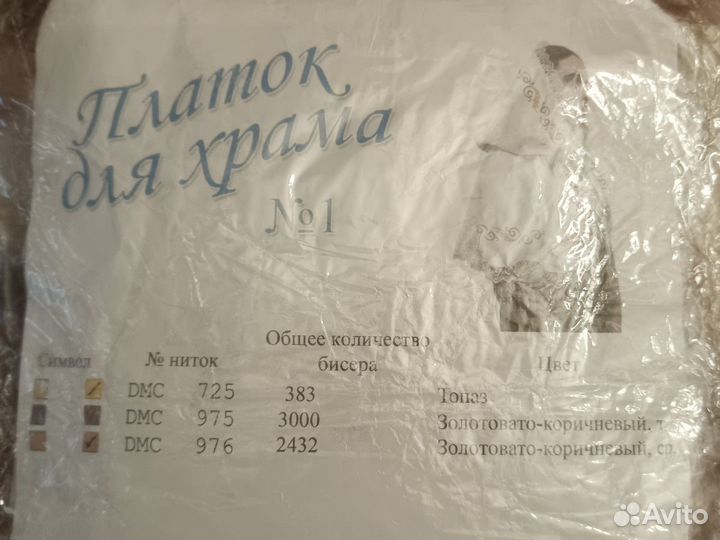 Платок
для храма
№1
Общее количество
Символ № ниток бисера Цвет
DMC 725 383 Топаз
DMC 975 3000 Золотовато-коричневый, т.
DMC 976 2432 Золотовато-коричневый, ср.
Avito